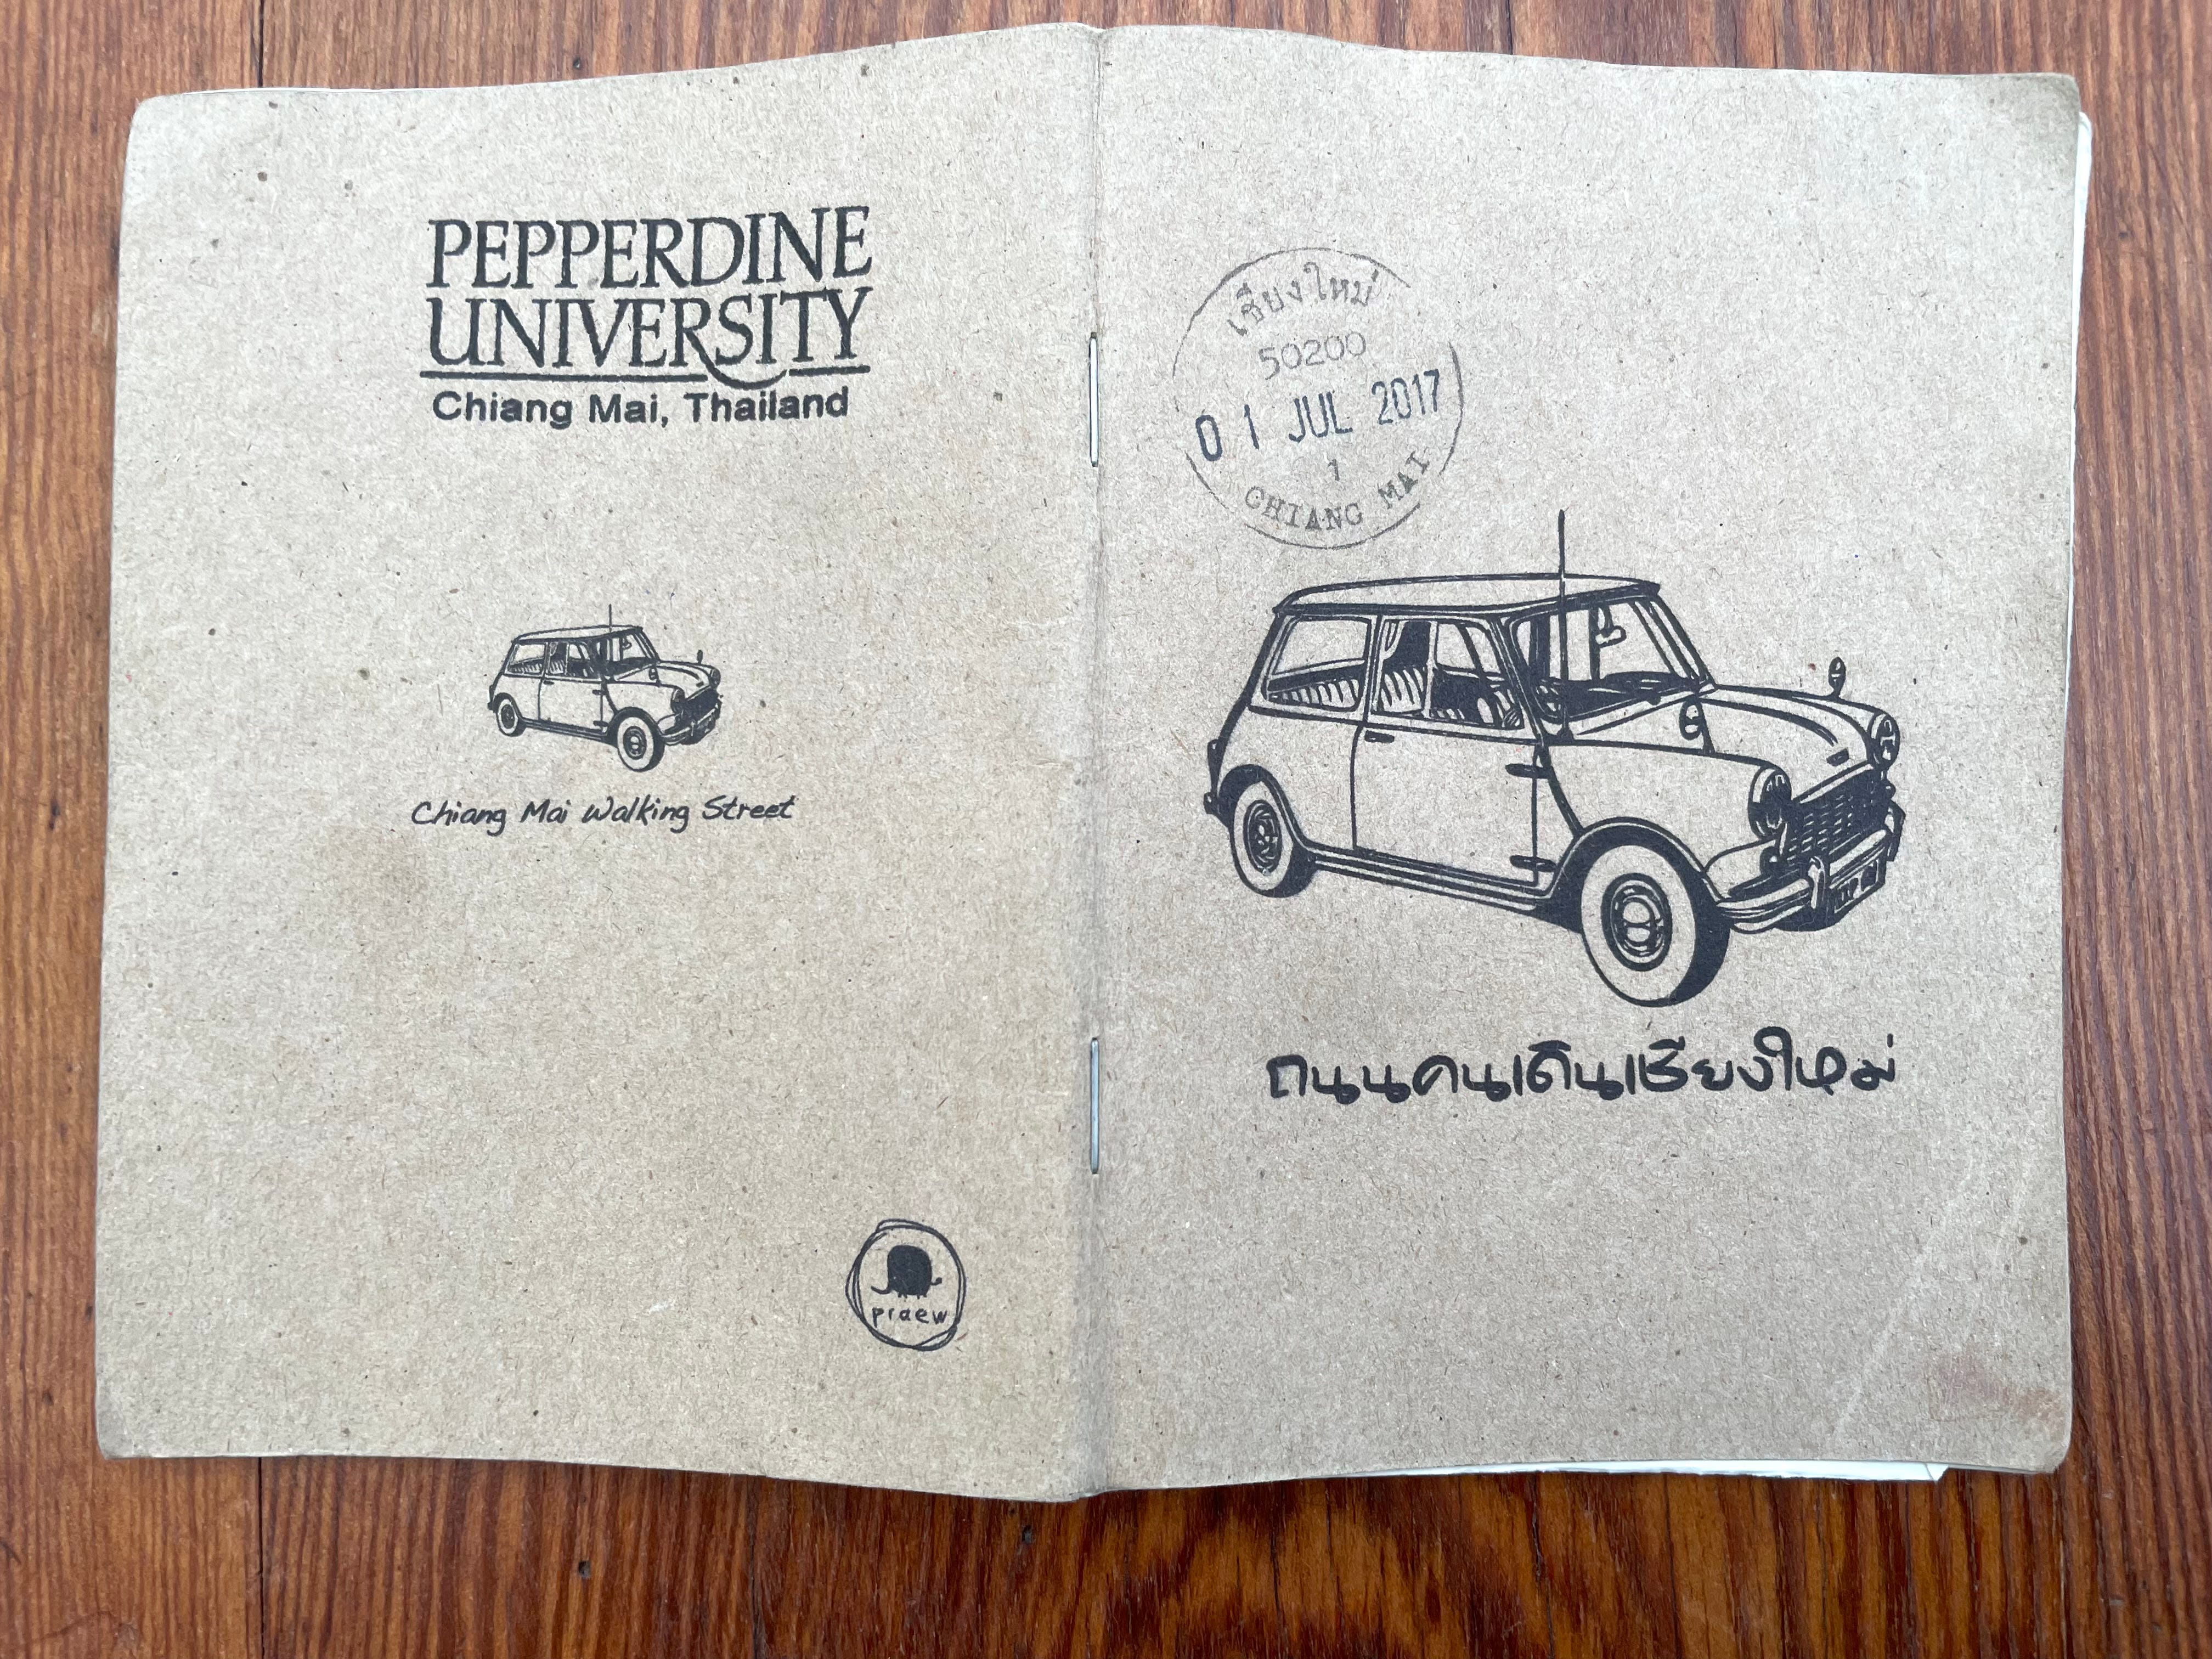 PEPPERDINE
UNIVERSITY
Chiang Mai, Thailand
Chiang Mai Walking Street
praew
เชียงใหม่
50200
01 JUL 2017
1
CHIANG MAI
ถนนคนเดินเชียงใหม่